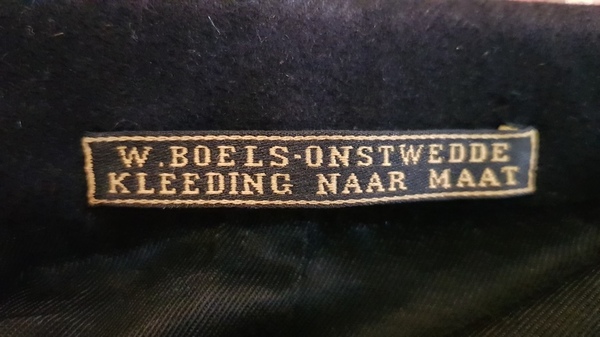 W.BOELS-ONSTWEDDE
KLEEDING NAAR MAAT